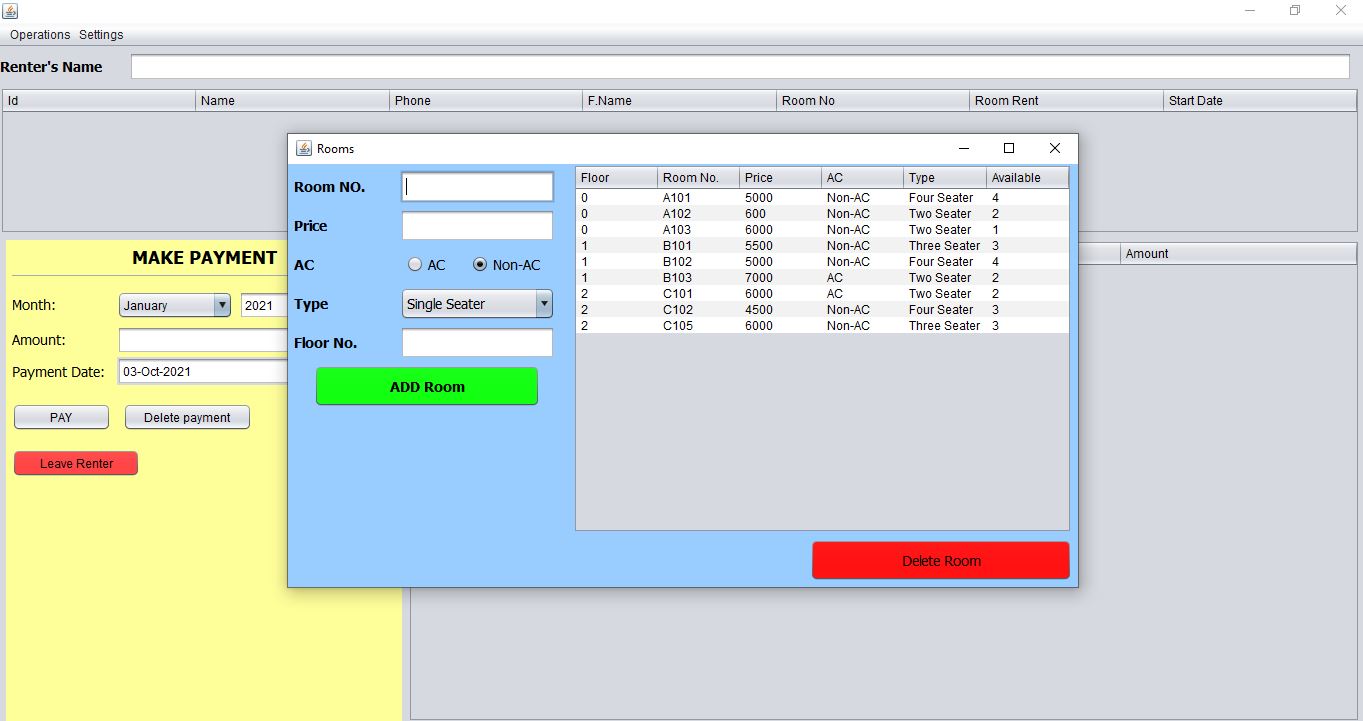 Operations Settings
Renter's Name
Id Name Phone F.Name Room No Room Rent Start Date
MAKE PAYMENT
Month: January 2021
Amount:
Payment Date: 03-Oct-2021
PAY Delete payment
Leave Renter
Amount
Rooms
Room NO.
Price
AC AC Non-AC
Type Single Seater
Floor No.
ADD Room
Floor Room No. Price AC Type Available
0 A101 5000 Non-AC Four Seater 4
0 A102 600 Non-AC Two Seater 2
0 A103 6000 Non-AC Two Seater 1
1 B101 5500 Non-AC Three Seater 3
1 B102 5000 Non-AC Four Seater 4
1 B103 7000 AC Two Seater 2
2 C101 6000 AC Two Seater 2
2 C102 4500 Non-AC Four Seater 3
2 C105 6000 Non-AC Three Seater 3
Delete Room